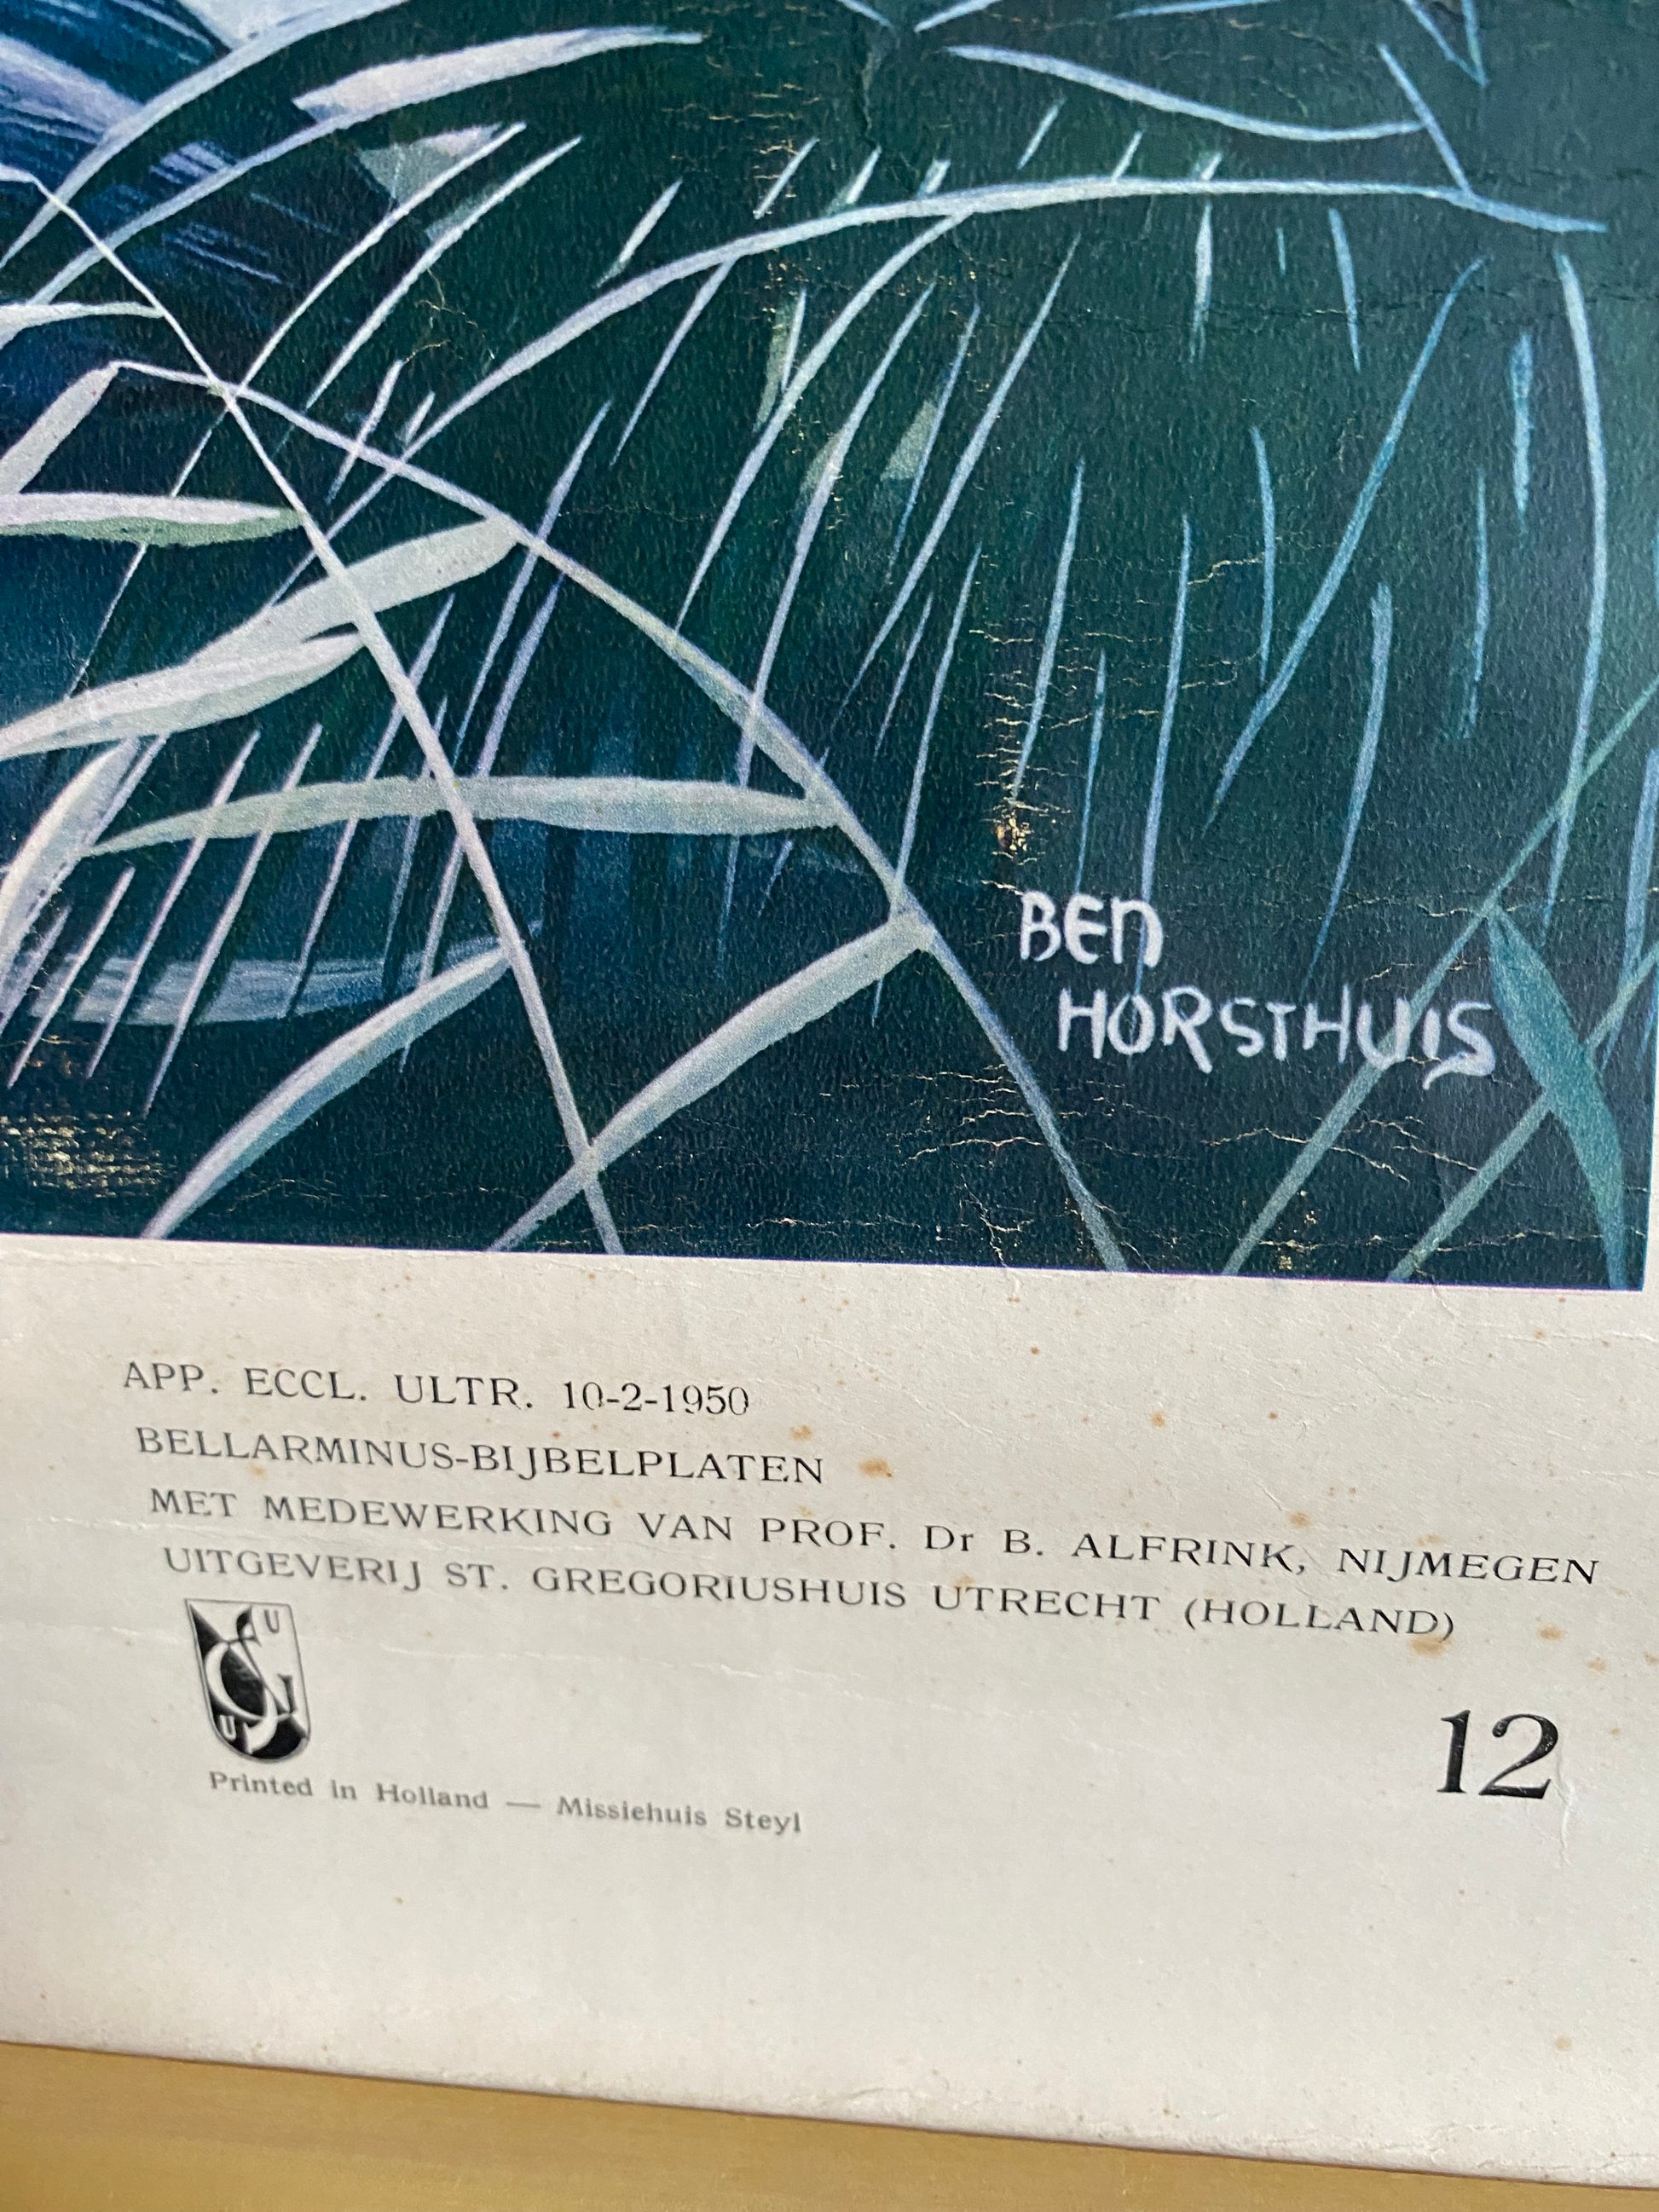 BEN
HORSTHUIS
APP. ECCL. ULTR. 10-2-1950
BELLARMINUS-BIJBELPLATEN
MET MEDEWERKING VAN PROF. Dr B. ALFRINK, NIJMEGEN
UITGEVERIJ ST. GREGORIUSHUIS UTRECHT (HOLLAND)
12
Printed in Holland — Missiehuis Steyl